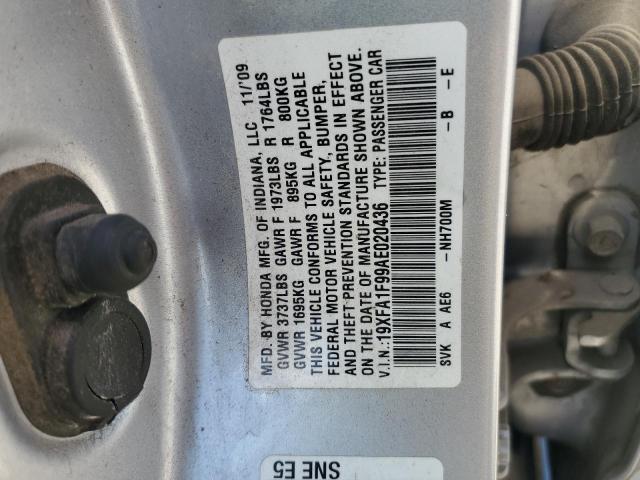 MFD. BY HONDA MFG. OF INDIANA, LLC 11/'09
GVWR 3737LBS GAWR F 1973LBS R 1764LBS
GVWR 1695KG GAWR F 895KG R 800KG
THIS VEHICLE CONFORMS TO ALL APPLICABLE
FEDERAL MOTOR VEHICLE SAFETY, BUMPER,
AND THEFT PREVENTION STANDARDS IN EFFECT
ON THE DATE OF MANUFACTURE SHOWN ABOVE.
V.I.N.:19XFA1F99AE020436 TYPE: PASSENGER CAR
SVK A AE6 -NH700M -B -E
SNE E5